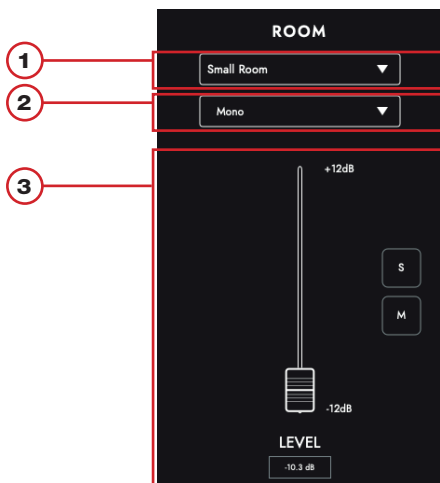 ROOM
1
Small Room
2
Mono
3
+12dB
S
M
-12dB
LEVEL
-10.3 dB